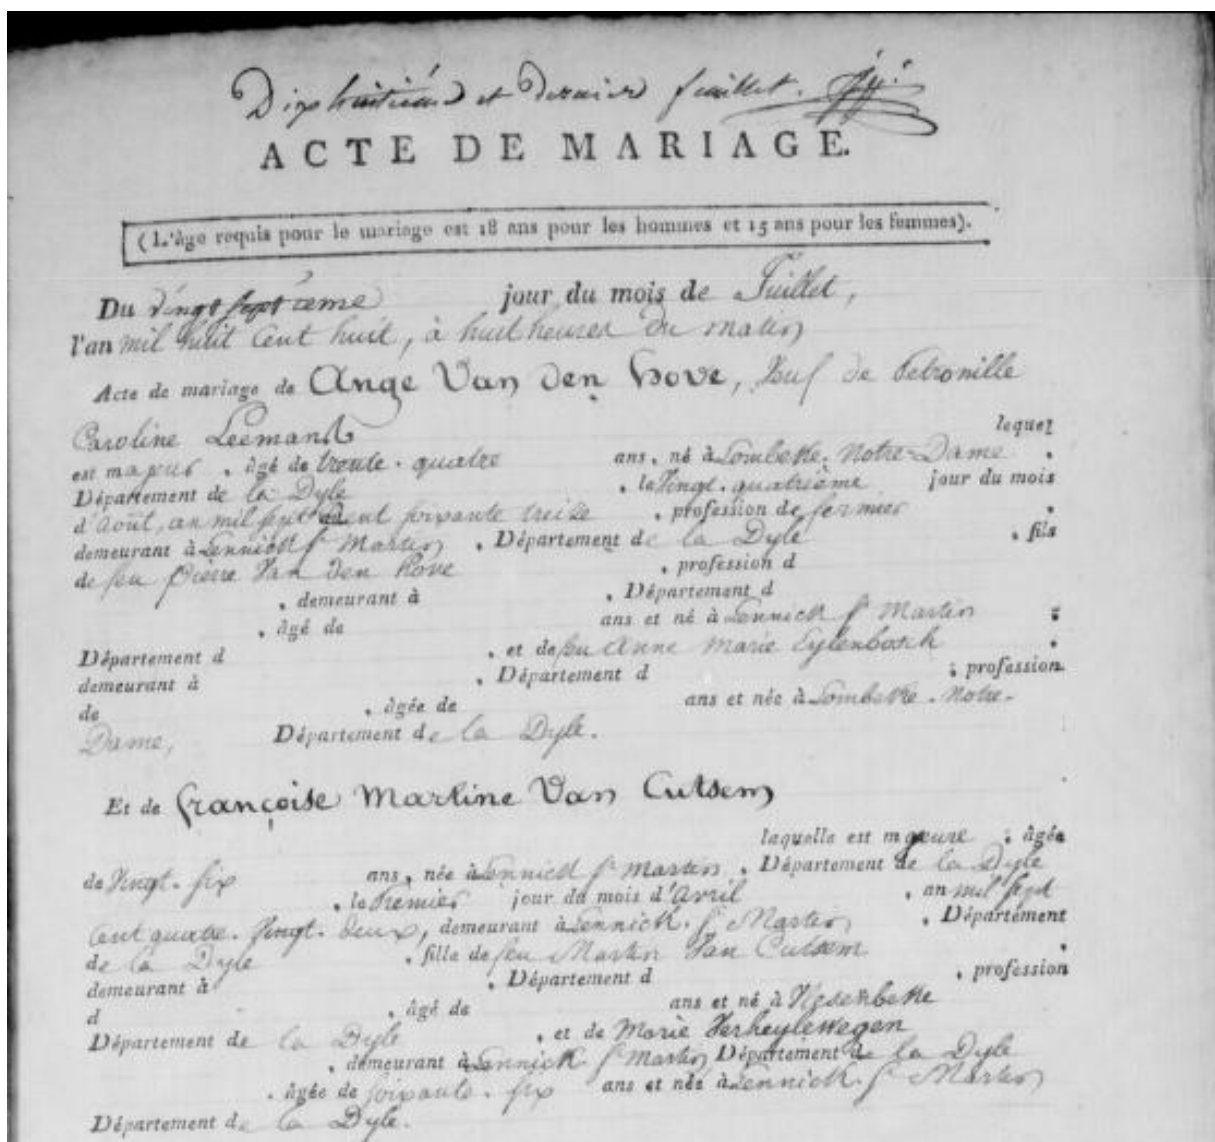 Dixhuitième et Dernier feuillet.
ACTE DE MARIAGE.
(L'âge requis pour le mariage est 18 ans pour les hommes et 15 ans pour les femmes).
Du Vingt septième jour du mois de Juillet,
l'an mil huit Cent huit, à huit heures du matin
Acte de mariage de Ange Van den Hove, Veuf de Petronille
Caroline Leemans lequel
est majeur , âgé de trente-quatre ans, né à Lombeke-Notre-Dame ,
Département de la Dyle , le Vingt-quatrième jour du mois
d'Août, an mil sept cent soixante treize , profession de fermier ,
demeurant à Lennick St Martin , Département de la Dyle , fils
de feu Pierre Van den Hove , profession d
, demeurant à , Département d
, âgé de ans et né à Lennick St Martin ;
Département d , et de feu Anne Marie Eylenbosch ,
demeurant à , Département d ; profession
de , âgée de ans et née à Lombeke-Notre-
Dame, Département de la Dyle.
Et de Françoise Martine Van Cutsem
laquelle est majeure , âgée
de Vingt-six ans, née à Lennick St Martin , Département de la Dyle
, le Premier jour du mois d'Avril , an mil sept
Cent quatre-Vingt-deux, demeurant à Lennick-St Martin , Département
de la Dyle , fille de feu Martin Van Cutsem ,
demeurant à , Département d , profession
d , âgé de ans et né à
Département de la Dyle , et de Marie Verheylewegen
, demeurant à Lennick St Martin, Département de la Dyle
, âgée de soixante-six ans et née à Lennick-St Martin
Département de la Dyle.